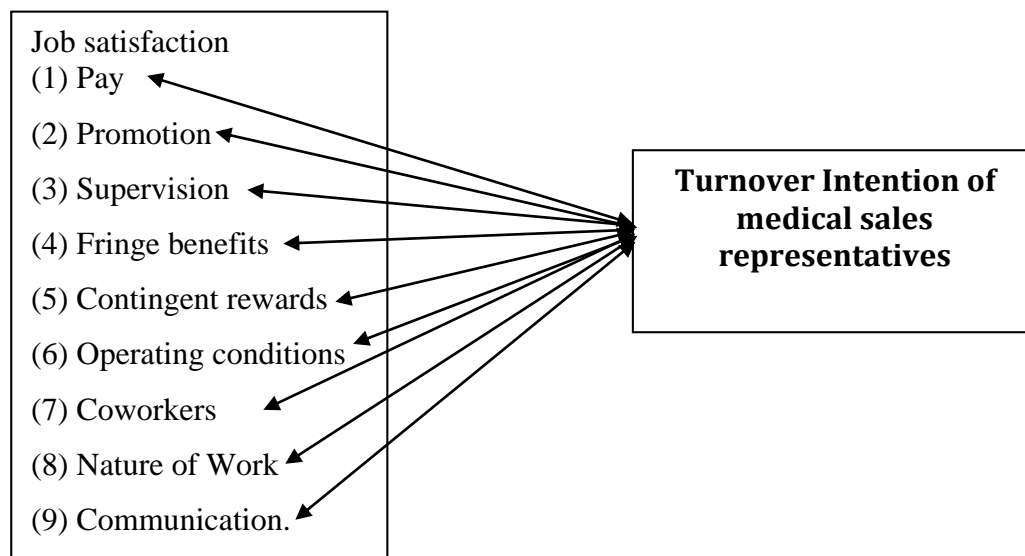 Job satisfaction
(1) Pay
(2) Promotion
(3) Supervision
(4) Fringe benefits
(5) Contingent rewards
(6) Operating conditions
(7) Coworkers
(8) Nature of Work
(9) Communication.
Turnover Intention of
medical sales
representatives